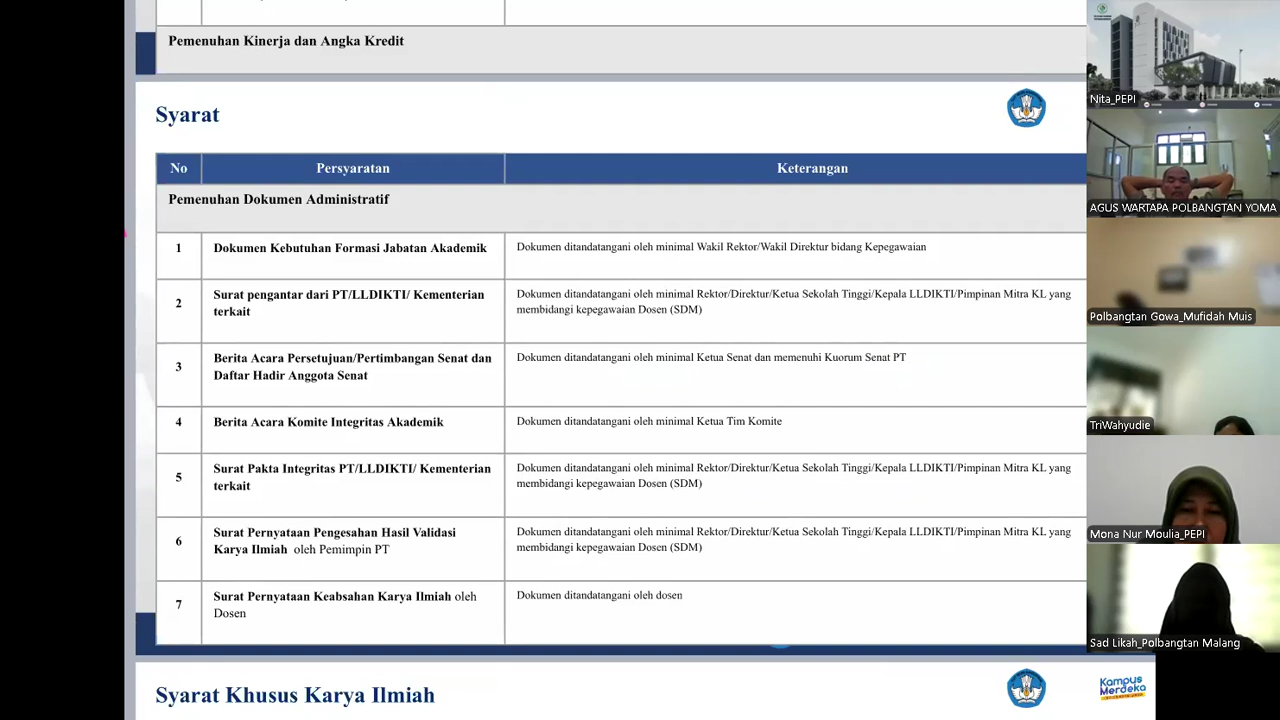 Pemenuhan Kinerja dan Angka Kredit
Syarat
No Persyaratan Keterangan
Pemenuhan Dokumen Administratif
1 Dokumen Kebutuhan Formasi Jabatan Akademik Dokumen ditandatangani oleh minimal Wakil Rektor/Wakil Direktur bidang Kepegawaian
2 Surat pengantar dari PT/LLDIKTI/ Kementerian Dokumen ditandatangani oleh minimal Rektor/Direktur/Ketua Sekolah Tinggi/Kepala LLDIKTI/Pimpinan Mitra KL yang
terkait membidangi kepegawaian Dosen (SDM)
3 Berita Acara Persetujuan/Pertimbangan Senat dan Dokumen ditandatangani oleh minimal Ketua Senat dan memenuhi Kuorum Senat PT
Daftar Hadir Anggota Senat
4 Berita Acara Komite Integritas Akademik Dokumen ditandatangani oleh minimal Ketua Tim Komite
5 Surat Pakta Integritas PT/LLDIKTI/ Kementerian Dokumen ditandatangani oleh minimal Rektor/Direktur/Ketua Sekolah Tinggi/Kepala LLDIKTI/Pimpinan Mitra KL yang
terkait membidangi kepegawaian Dosen (SDM)
6 Surat Pernyataan Pengesahan Hasil Validasi Dokumen ditandatangani oleh minimal Rektor/Direktur/Ketua Sekolah Tinggi/Kepala LLDIKTI/Pimpinan Mitra KL yang
Karya Ilmiah oleh Pemimpin PT membidangi kepegawaian Dosen (SDM)
7 Surat Pernyataan Keabsahan Karya Ilmiah oleh Dokumen ditandatangani oleh dosen
Dosen
Syarat Khusus Karya Ilmiah
Kampus
Merdeka
Nita_PEPI
AGUS WARTAPA POLBANGTAN YOMA
Polbangtan Gowa_Mufidah Muis
TriWahyudie
Mona Nur Moulia_PEPI
Sad Likah_Polbangtan Malang